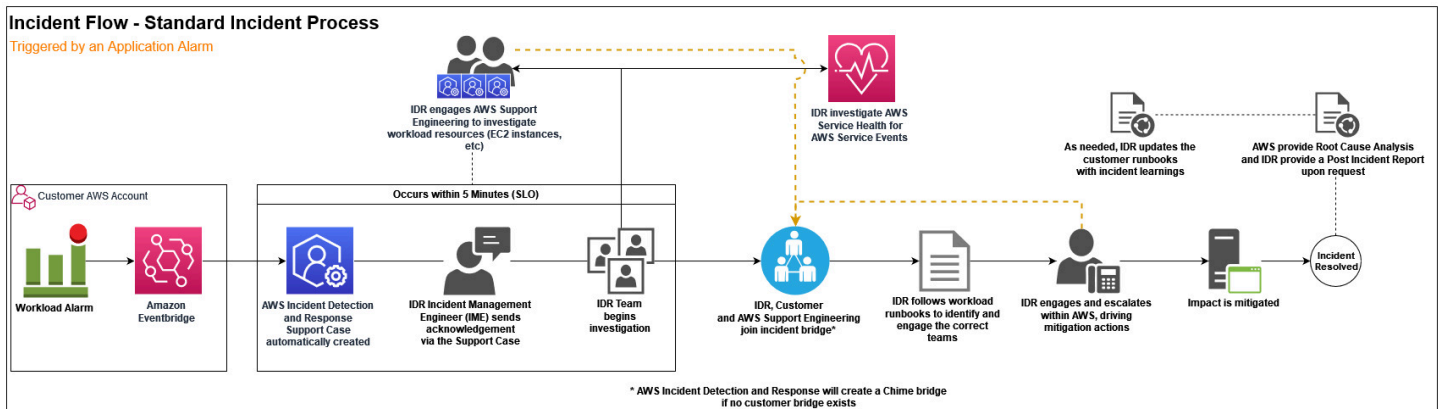 Incident Flow - Standard Incident Process
Triggered by an Application Alarm
IDR engages AWS Support
Engineering to investigate
workload resources (EC2 instances,
etc)
IDR investigate AWS
Service Health for
AWS Service Events
As needed, IDR updates the
customer runbooks
with incident learnings
AWS provide Root Cause Analysis
and IDR provide a Post Incident Report
upon request
Customer AWS Account
Occurs within 5 Minutes (SLO)
Workload Alarm
Amazon
Eventbridge
AWS Incident Detection
and Response
Support Case
automatically created
IDR Incident Management
Engineer (IME) sends
acknowledgement
via the Support Case
IDR Team
begins
investigation
IDR, Customer
and AWS Support Engineering
join incident bridge*
IDR follows workload
runbooks to identify and
engage the correct
teams
IDR engages and escalates
within AWS, driving
mitigation actions
Impact is mitigated
Incident
Resolved
* AWS Incident Detection and Response will create a Chime bridge
if no customer bridge exists